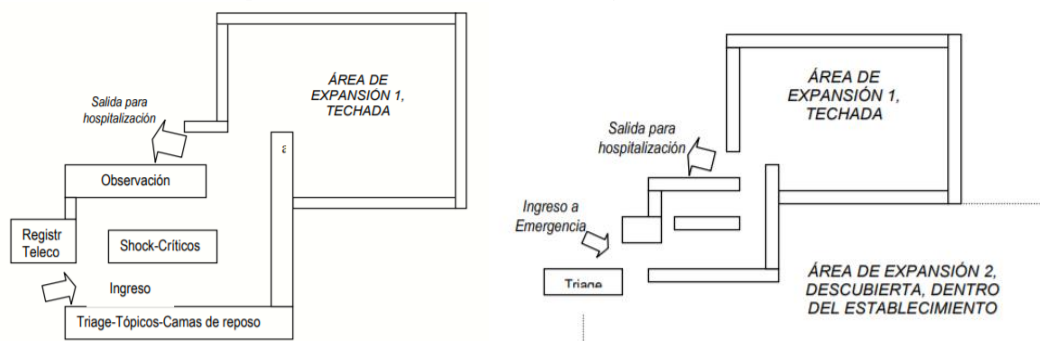 ÁREA DE
EXPANSIÓN 1,
TECHADA
Salida para
hospitalización
Observación
Registr
Teleco
Shock-Críticos
Ingreso
Triage-Tópicos-Camas de reposo
ÁREA DE
EXPANSIÓN 1,
TECHADA
Salida para
hospitalización
Ingreso a
Emergencia
Triage
ÁREA DE EXPANSIÓN 2,
DESCUBIERTA, DENTRO
DEL ESTABLECIMIENTO